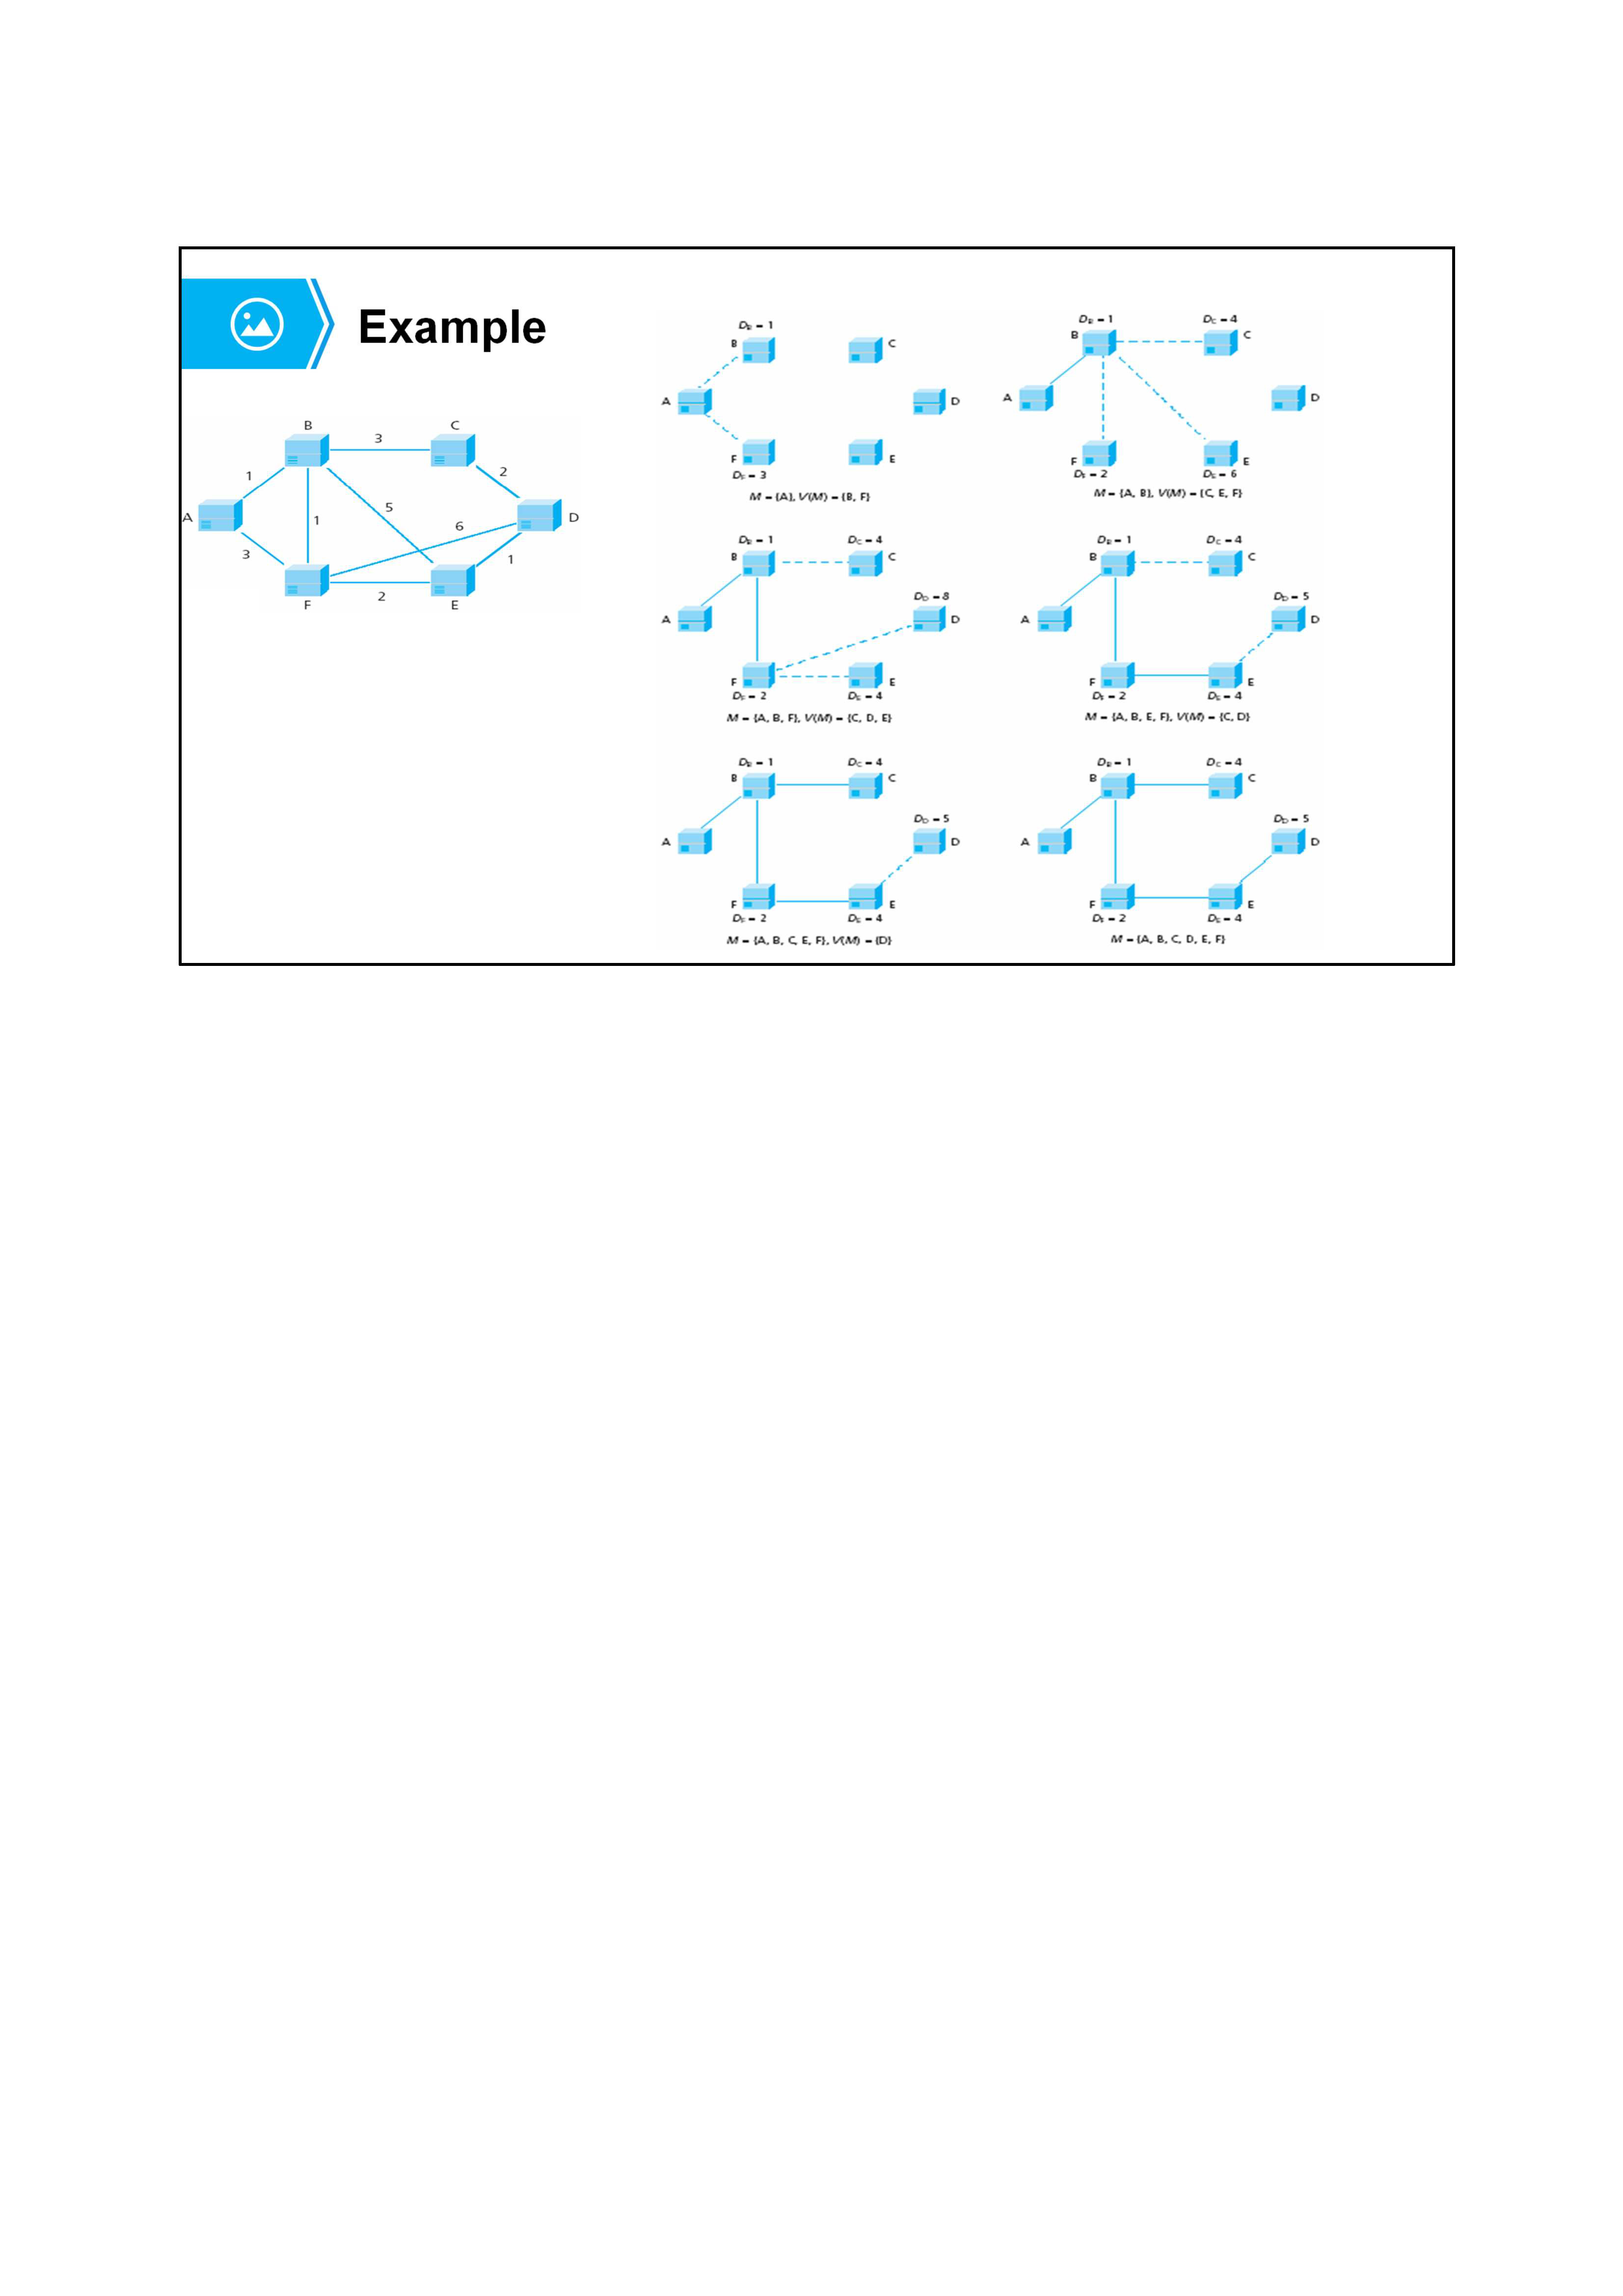 Example
B
C
3
1
2
A
5
6
D
1
3
1
2
F
E
D_B = 1
B
C
A
D
F
E
D_F = 3
M = {A}, V(M) = {B, F}
D_B = 1
D_C = 4
B
C
A
D
F
E
D_F = 2
D_E = 6
M = {A, B}, V(M) = {C, E, F}
D_B = 1
D_C = 4
B
C
D_D = 8
A
D
F
E
D_F = 2
D_E = 4
M = {A, B, F}, V(M) = {C, D, E}
D_B = 1
D_C = 4
B
C
D_D = 5
A
D
F
E
D_F = 2
D_E = 4
M = {A, B, E, F}, V(M) = {C, D}
D_B = 1
D_C = 4
B
C
D_D = 5
A
D
F
E
D_F = 2
D_E = 4
M = {A, B, C, E, F}, V(M) = {D}
D_B = 1
D_C = 4
B
C
D_D = 5
A
D
F
E
D_F = 2
D_E = 4
M = {A, B, C, D, E, F}